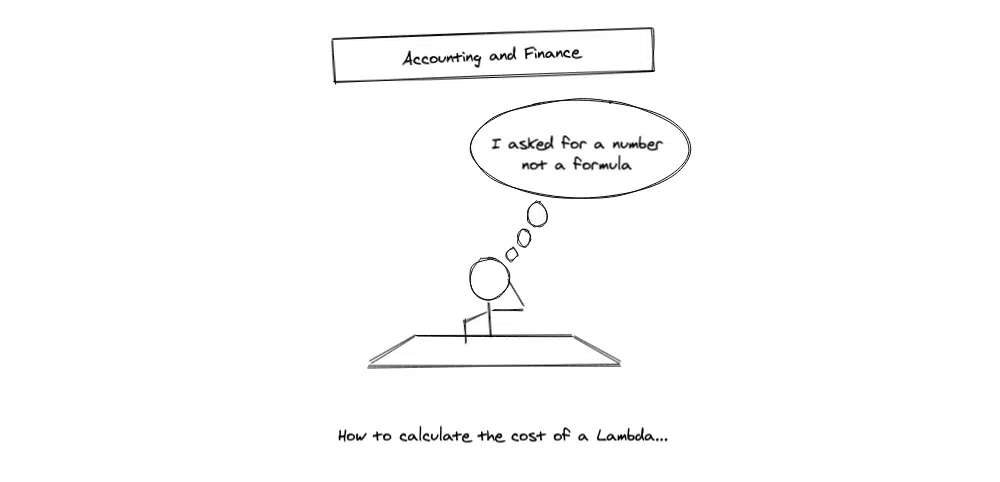 Accounting and Finance
I asked for a number
not a formula
How to calculate the cost of a Lambda...